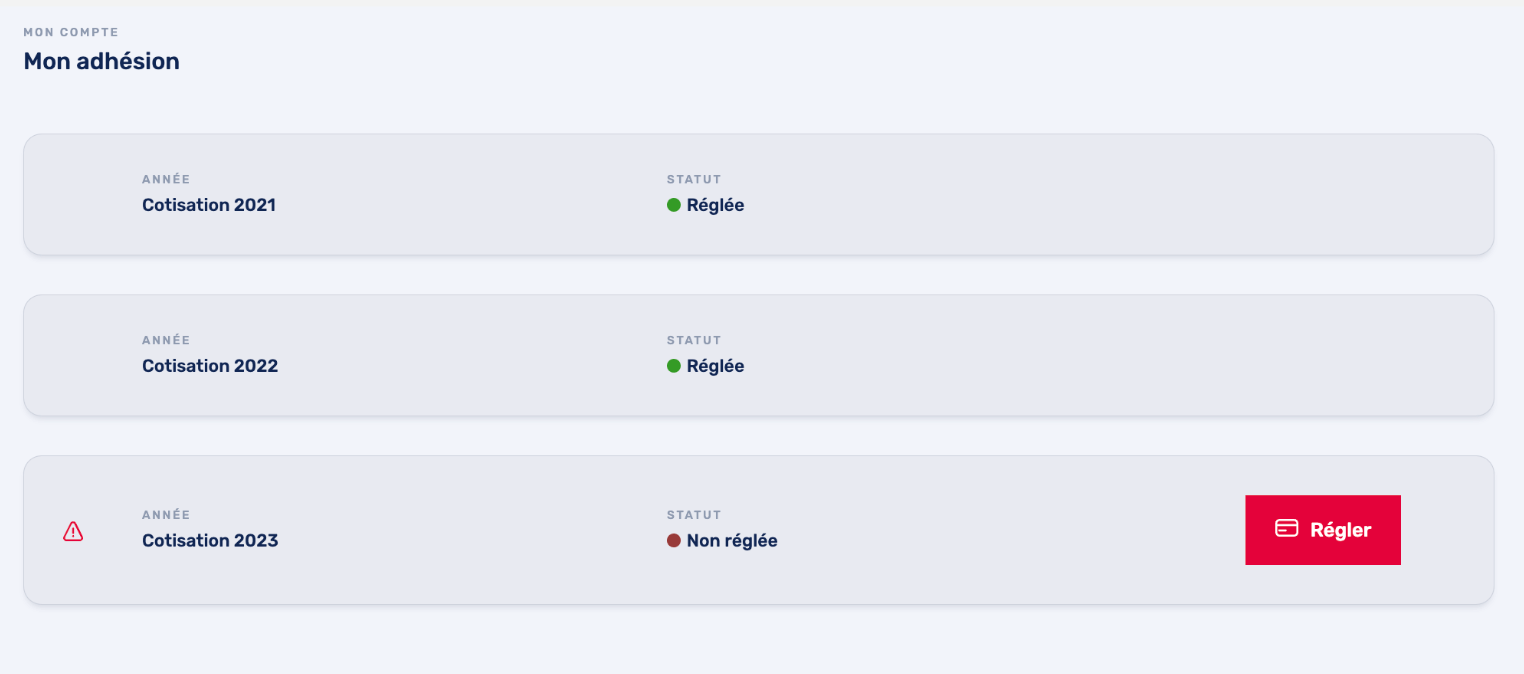 MON COMPTE
Mon adhésion
ANNÉE
Cotisation 2021
STATUT
Réglée
ANNÉE
Cotisation 2022
STATUT
Réglée
ANNÉE
Cotisation 2023
STATUT
Non réglée
Régler